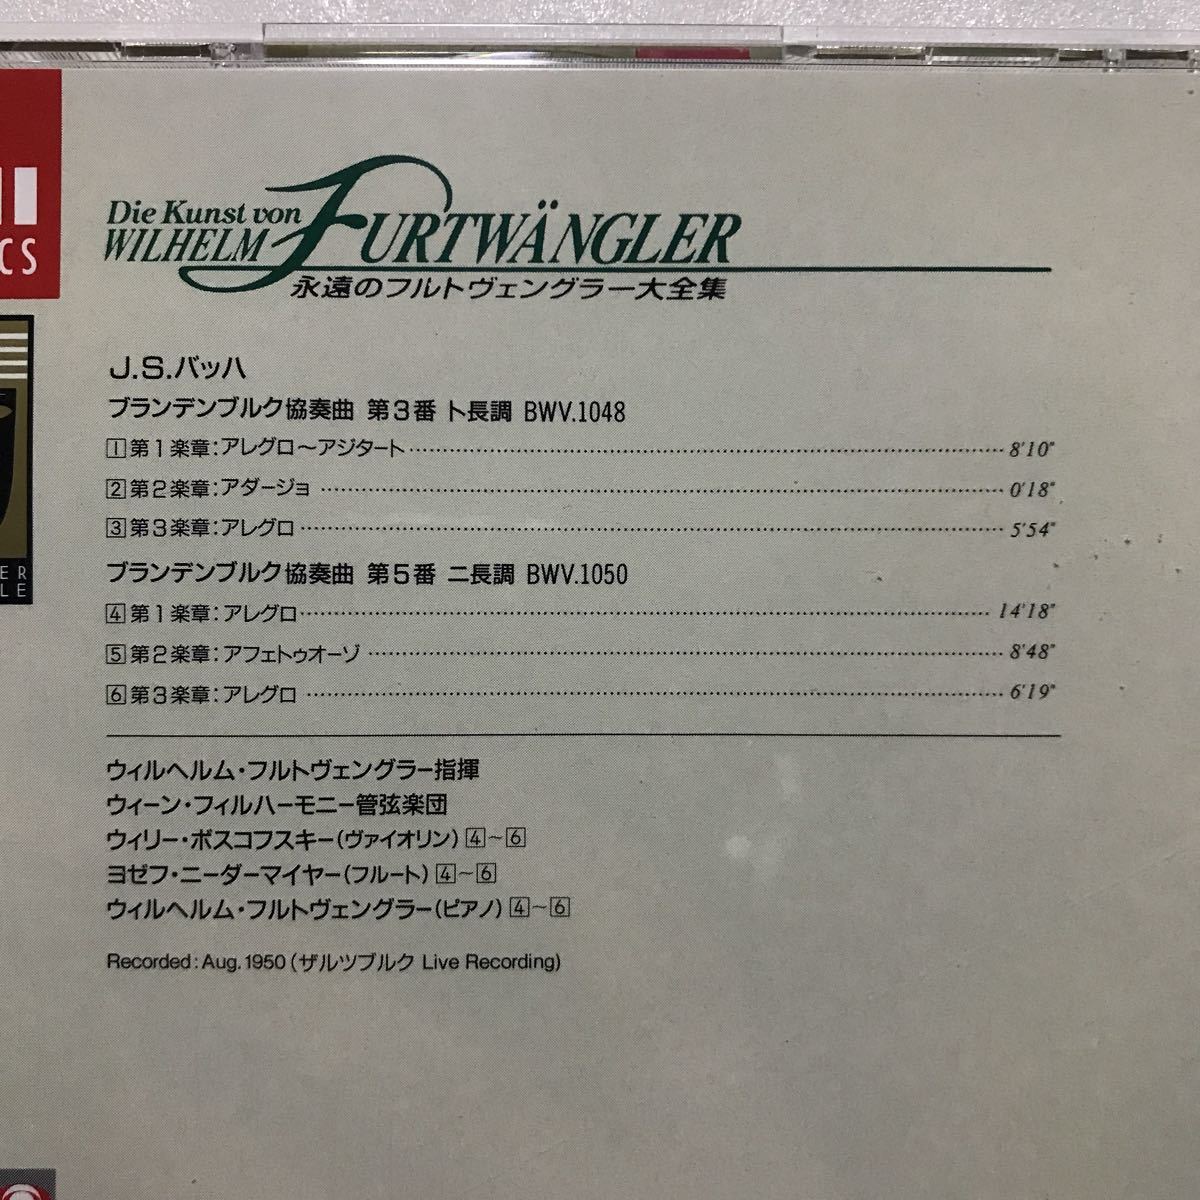 CS
Die Kunst von
WILHELM FURTWÄNGLER
永遠のフルトヴェングラー大全集
J.S.バッハ
ブランデンブルク協奏曲 第3番 ト長調 BWV.1048
1 第1楽章:アレグロ〜アジタート 8'10"
2 第2楽章:アダージョ 0'18"
3 第3楽章:アレグロ 5'54"
ブランデンブルク協奏曲 第5番 ニ長調 BWV.1050
4 第1楽章:アレグロ 14'18"
5 第2楽章:アフェトゥオーゾ 8'48"
6 第3楽章:アレグロ 6'19"
ER
LE
ウィルヘルム・フルトヴェングラー指揮
ウィーン・フィルハーモニー管弦楽団
ウィリー・ボスコフスキー(ヴァイオリン) 4〜6
ヨゼフ・ニーダーマイヤー(フルート) 4〜6
ウィルヘルム・フルトヴェングラー(ピアノ) 4〜6
Recorded: Aug. 1950 (ザルツブルク Live Recording)